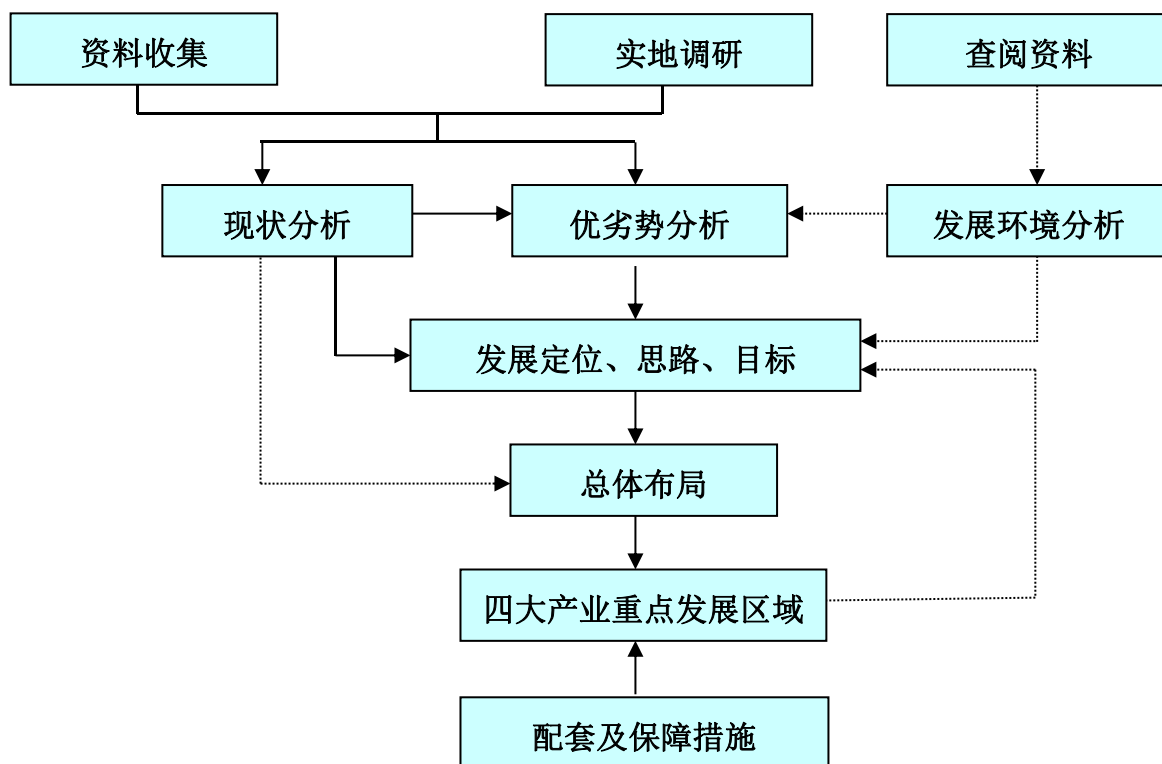 资料收集
实地调研
查阅资料
现状分析
优劣势分析
发展环境分析
发展定位、思路、目标
总体布局
四大产业重点发展区域
配套及保障措施